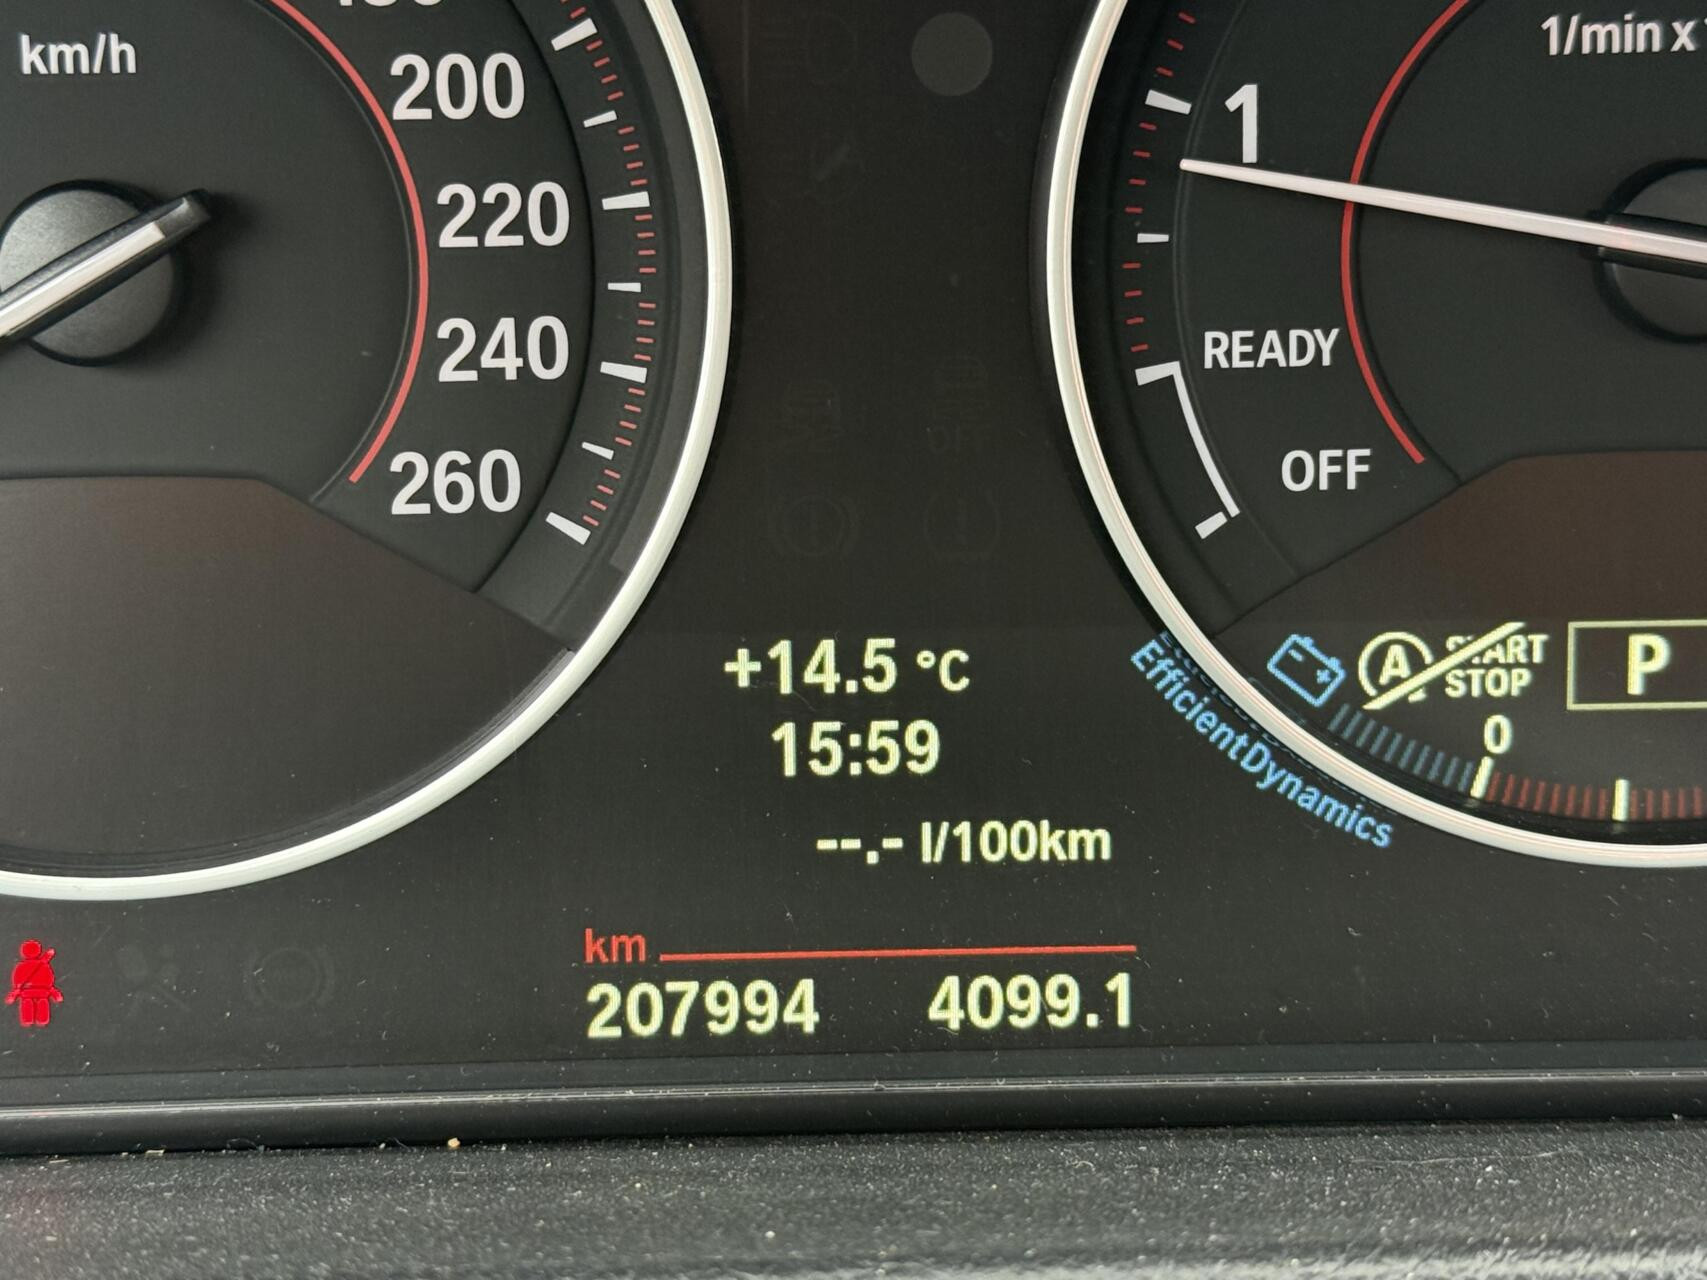 km/h
200
220
240
260
1/min x
1
READY
OFF
+14.5 °C
15:59
--.- l/100km
EfficientDynamics
A START STOP
P
0
km
207994 4099.1